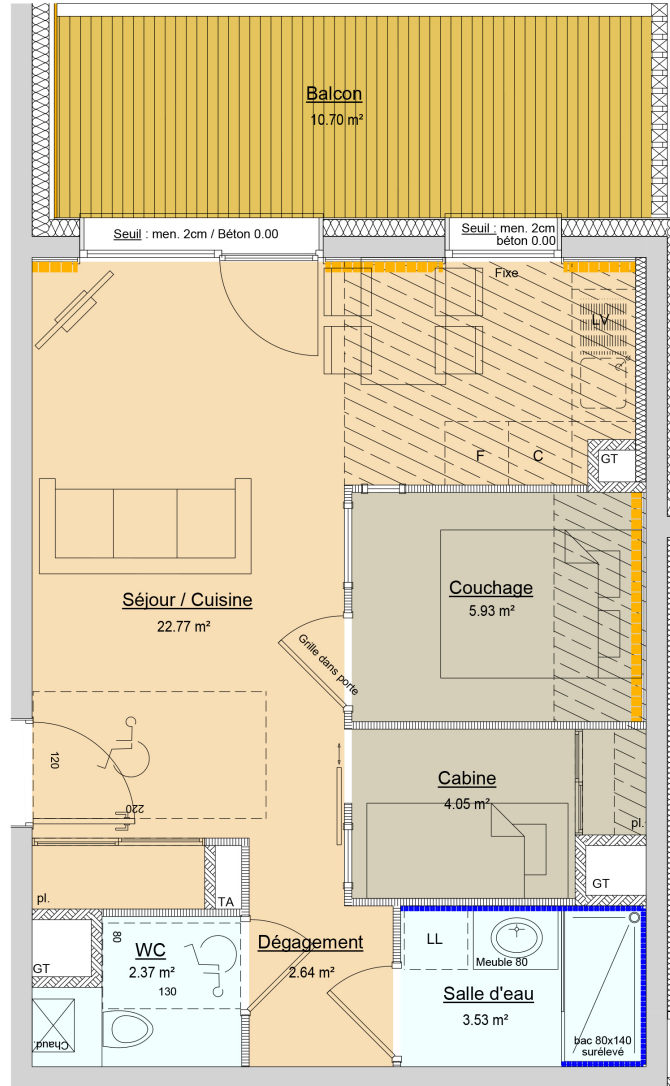 Balcon
10.70 m²
Seuil : men. 2cm / Béton 0.00
Seuil : men. 2cm
béton 0.00
Fixe
LV
F
C
GT
Couchage
5.93 m²
Séjour / Cuisine
22.77 m²
Grille dans porte
120
220
Cabine
4.05 m²
pl.
GT
pl.
TA
GT
80
WC
2.37 m²
130
Chaud.
Dégagement
2.64 m²
LL
Meuble 80
Salle d'eau
3.53 m²
bac 80x140
surélevé